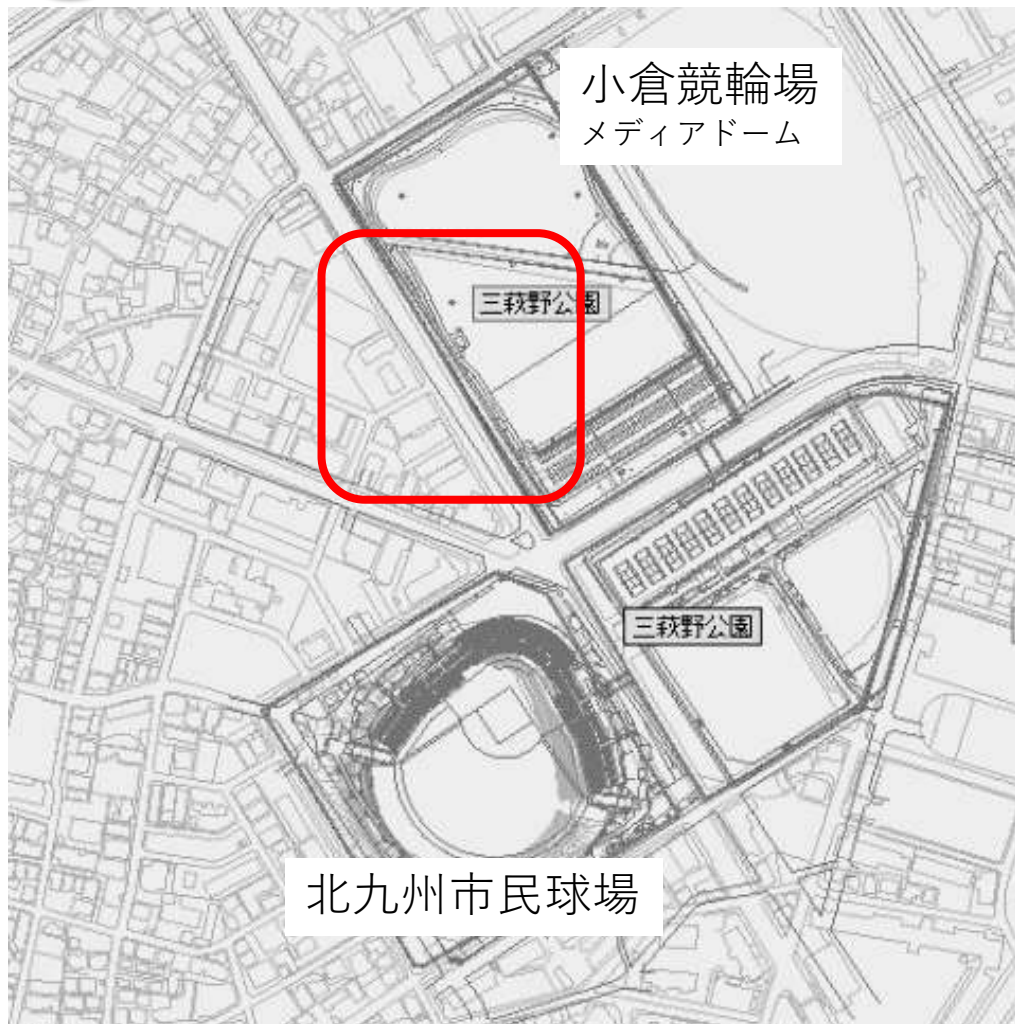 小倉競輪場
メディアドーム
三萩野公園
三萩野公園
北九州市民球場